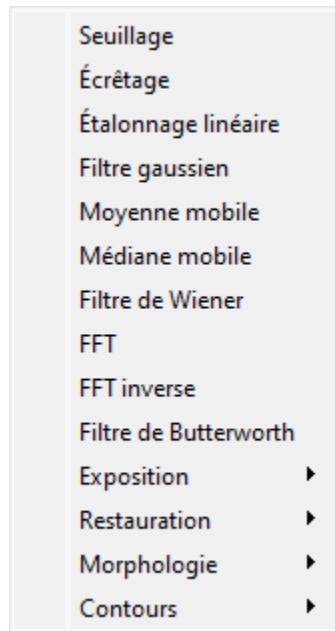 Seuillage
Écrêtage
Étalonnage linéaire
Filtre gaussien
Moyenne mobile
Médiane mobile
Filtre de Wiener
FFT
FFT inverse
Filtre de Butterworth
Exposition
Restauration
Morphologie
Contours